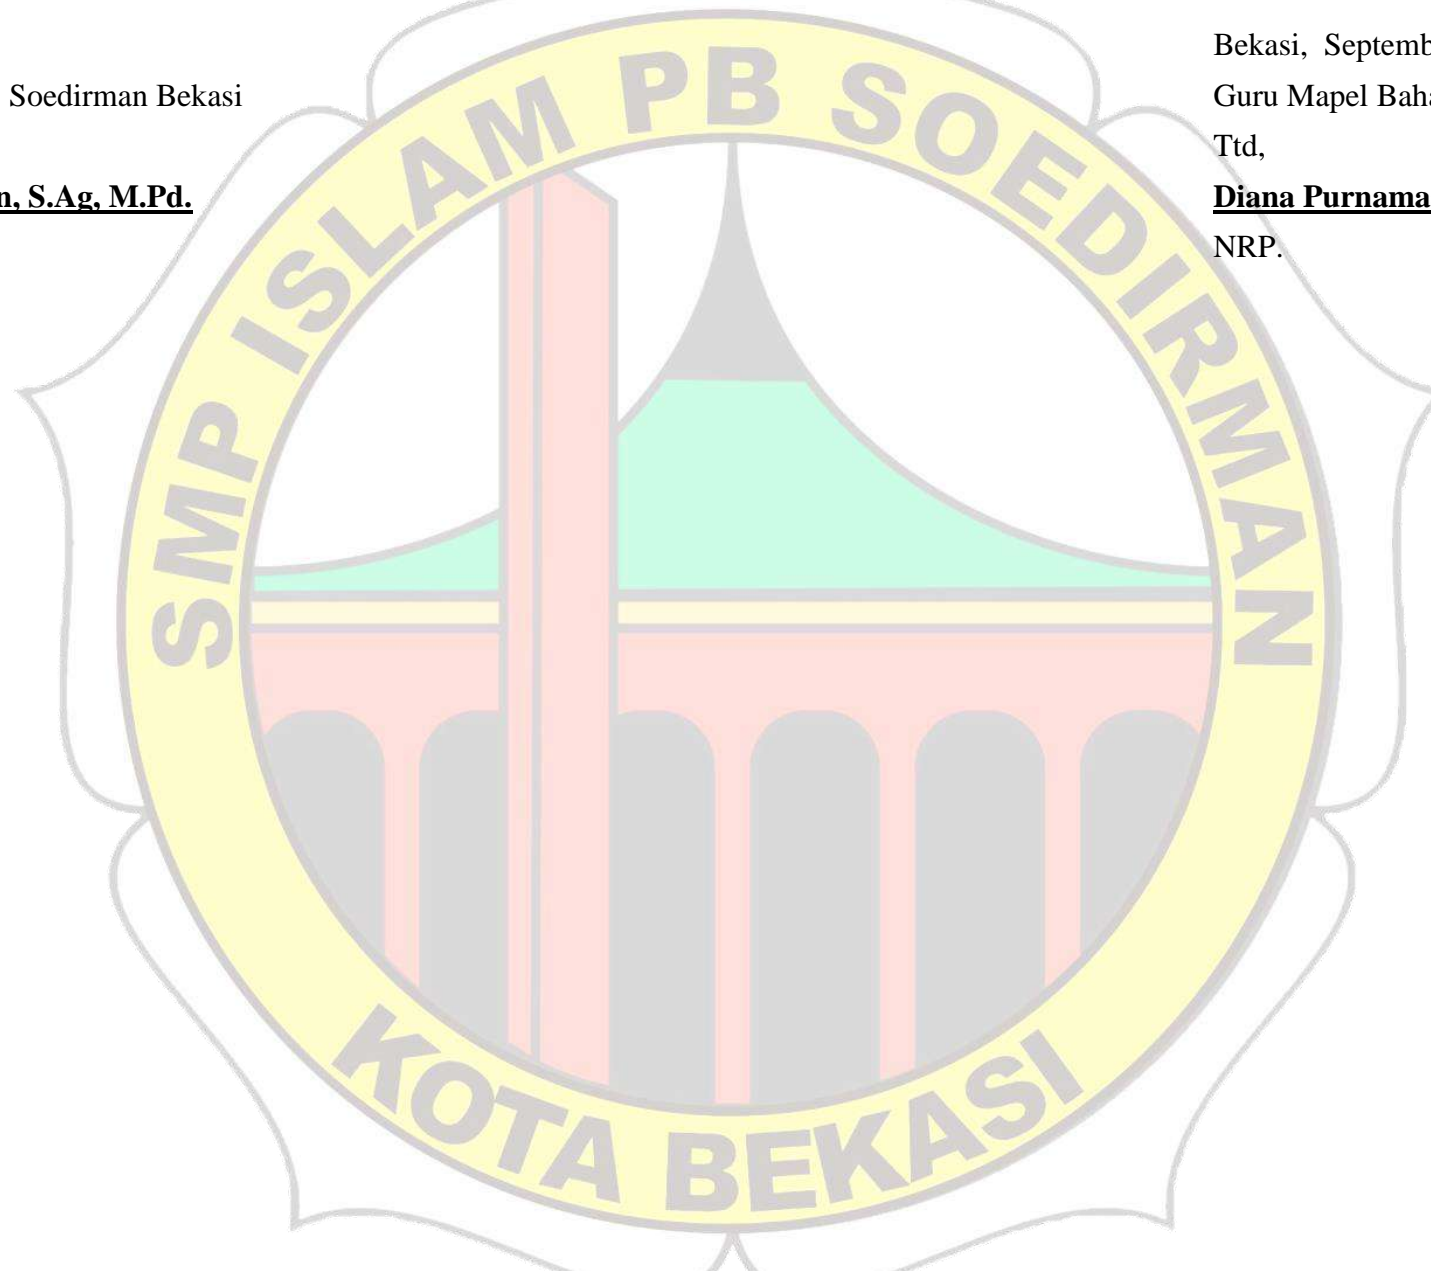 Soedirman Bekasi
n, S.Ag, M.Pd.
Bekasi, Septemb
Guru Mapel Baha
Ttd,
Diana Purnama
NRP.
SMP ISLAM PB SOEDIRMAN
KOTA BEKASI